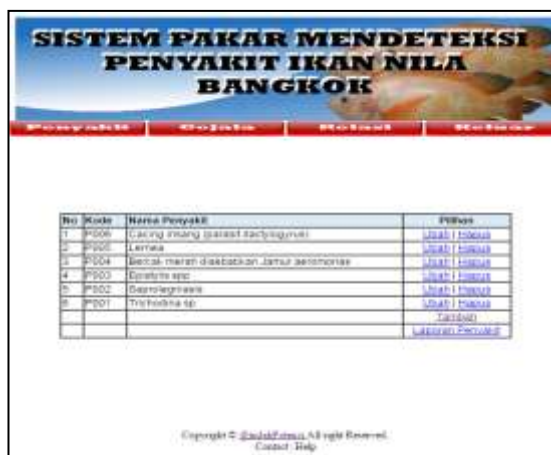 SISTEM PAKAR MENDETEKSI
PENYAKIT IKAN NILA
BANGKOK
Penyakit Gejala Relasi Keluar
No Kode Nama Penyakit Pilihan
1 P006 Cacing insang (parasit dactylogyrus) Ubah | Hapus
2 P005 Lernea Ubah | Hapus
3 P004 Bercak merah disebabkan Jamur aeromonas Ubah | Hapus
4 P003 Epistylis spp Ubah | Hapus
5 P002 Saprolegniasis Ubah | Hapus
6 P001 Trichodina sp Ubah | Hapus
Tambah
Laporan Penyakit
Copyright © All right Reserved.
Contact : Help